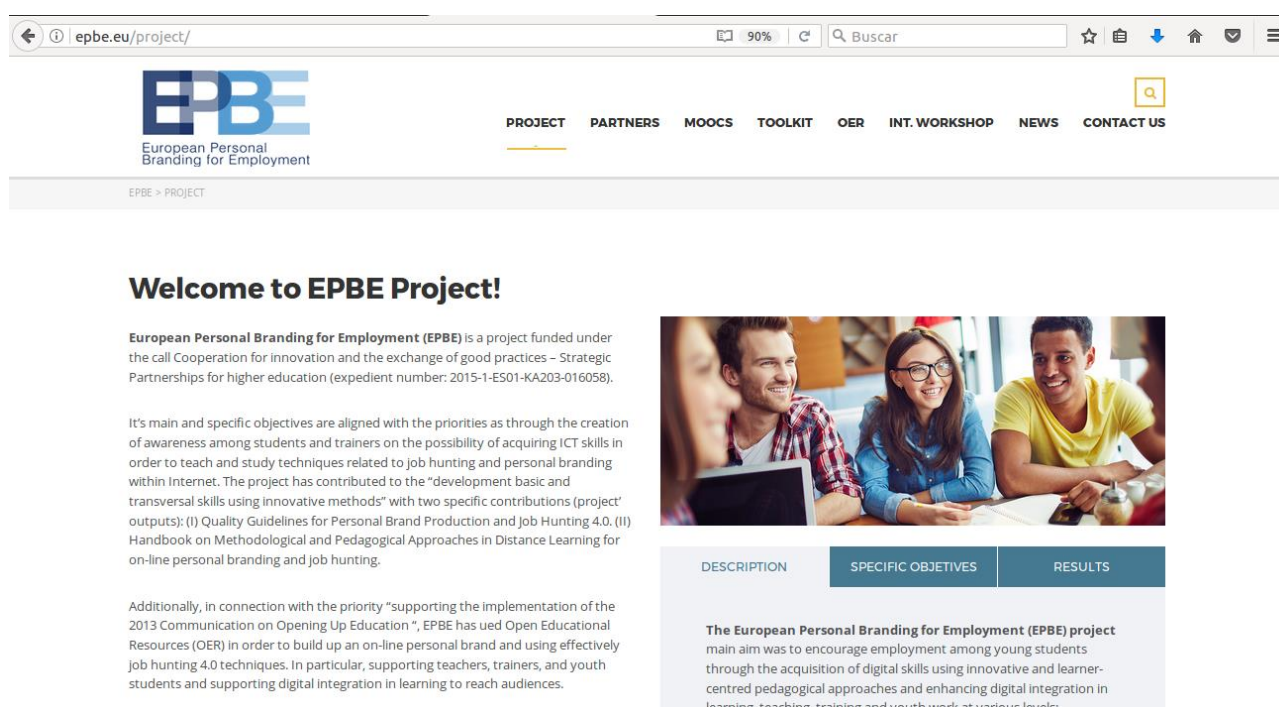 epbe.eu/project/
90%
Buscar
EPBE
European Personal
Branding for Employment
PROJECT PARTNERS MOOCS TOOLKIT OER INT. WORKSHOP NEWS CONTACT US
EPBE > PROJECT
Welcome to EPBE Project!
European Personal Branding for Employment (EPBE) is a project funded under
the call Cooperation for innovation and the exchange of good practices – Strategic
Partnerships for higher education (expedient number: 2015-1-ES01-KA203-016058).
It's main and specific objectives are aligned with the priorities as through the creation
of awareness among students and trainers on the possibility of acquiring ICT skills in
order to teach and study techniques related to job hunting and personal branding
within Internet. The project has contributed to the “development basic and
transversal skills using innovative methods” with two specific contributions (project’
outputs): (I) Quality Guidelines for Personal Brand Production and Job Hunting 4.0. (II)
Handbook on Methodological and Pedagogical Approaches in Distance Learning for
on-line personal branding and job hunting.
Additionally, in connection with the priority “supporting the implementation of the
2013 Communication on Opening Up Education “, EPBE has ued Open Educational
Resources (OER) in order to build up an on-line personal brand and using effectively
job hunting 4.0 techniques. In particular, supporting teachers, trainers, and youth
students and supporting digital integration in learning to reach audiences.
DESCRIPTION SPECIFIC OBJETIVES RESULTS
The European Personal Branding for Employment (EPBE) project
main aim was to encourage employment among young students
through the acquisition of digital skills using innovative and learner-
centred pedagogical approaches and enhancing digital integration in
learning, teaching, training and youth work at various levels: